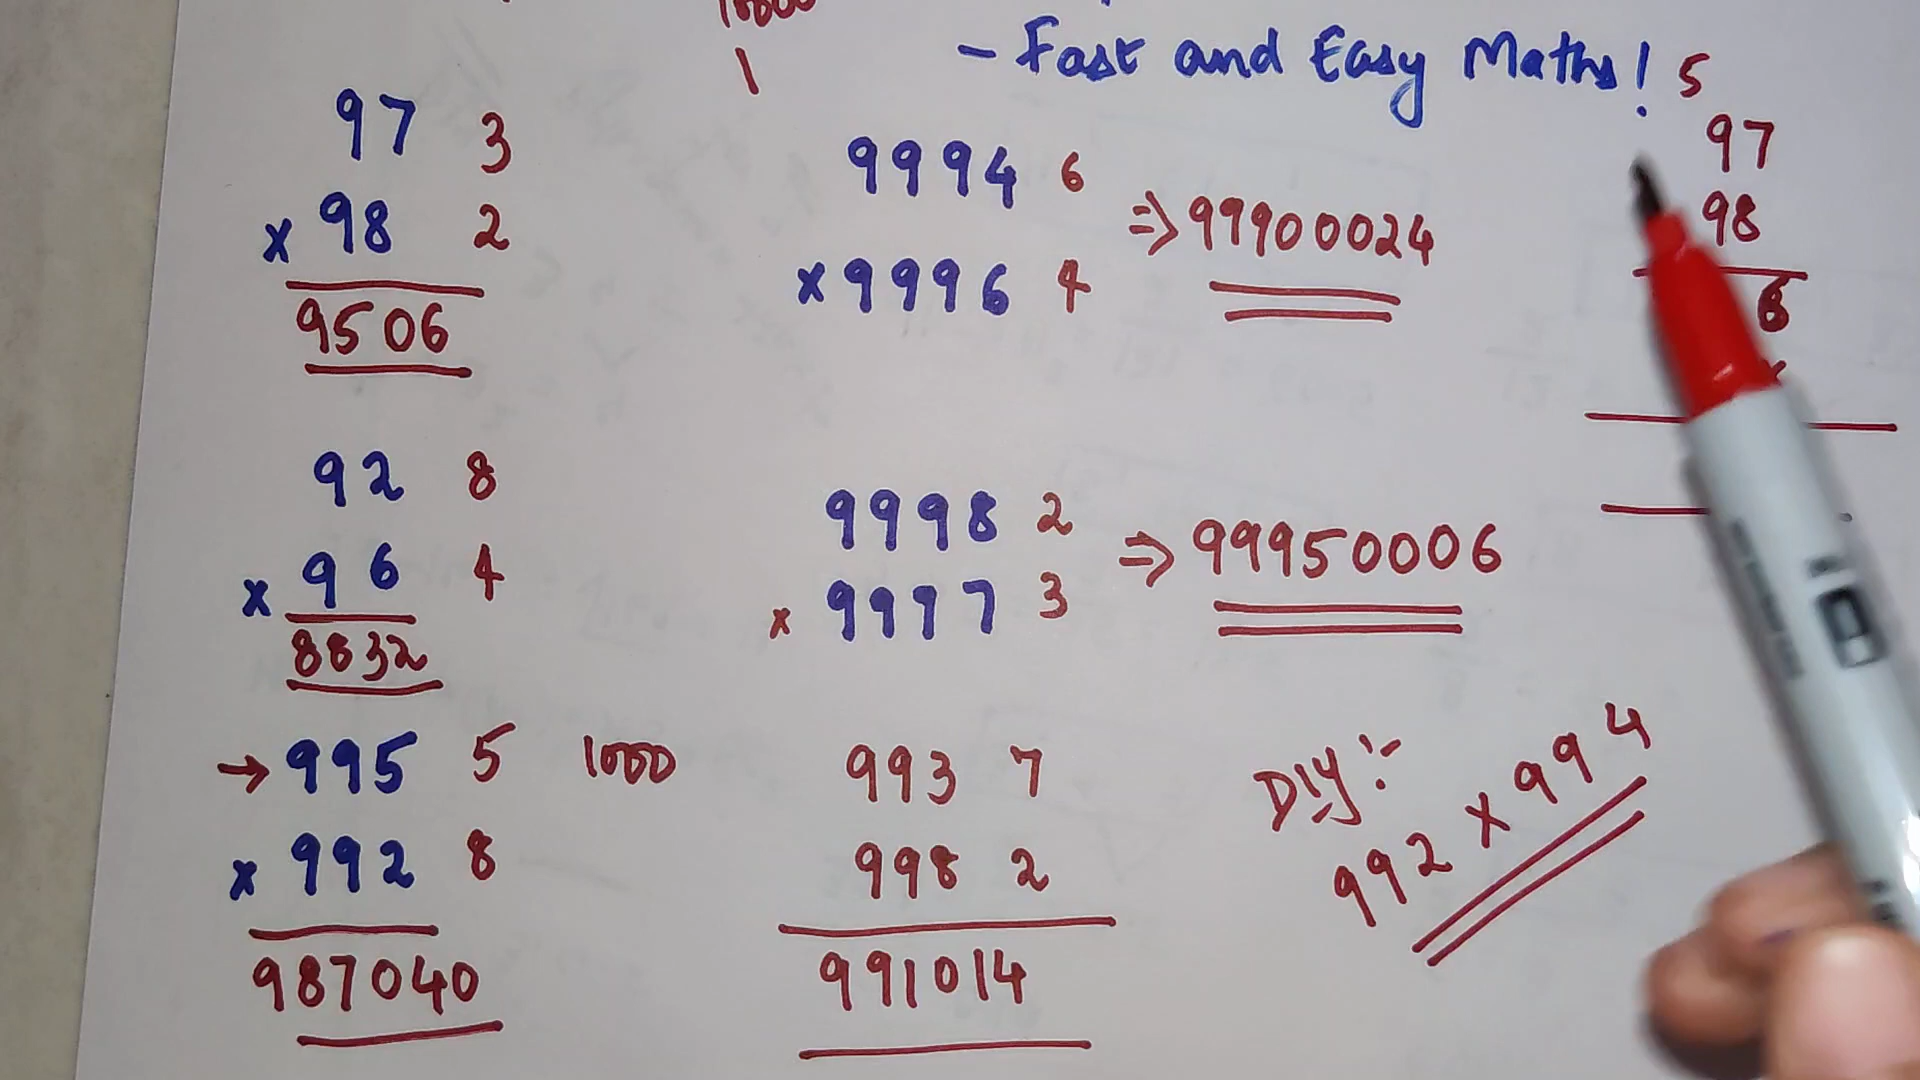 10000
1
- Fast and Easy Maths!
97 3
x 98 2
9506
92 8
x 96 4
8832
→ 995 5 1000
x 992 8
987040
9994 6
x 9996 4
⇒ 99900024
9998 2
x 9997 3
⇒ 99950006
993 7
998 2
991014
5
97
98
6
DIY:-
992 x 994